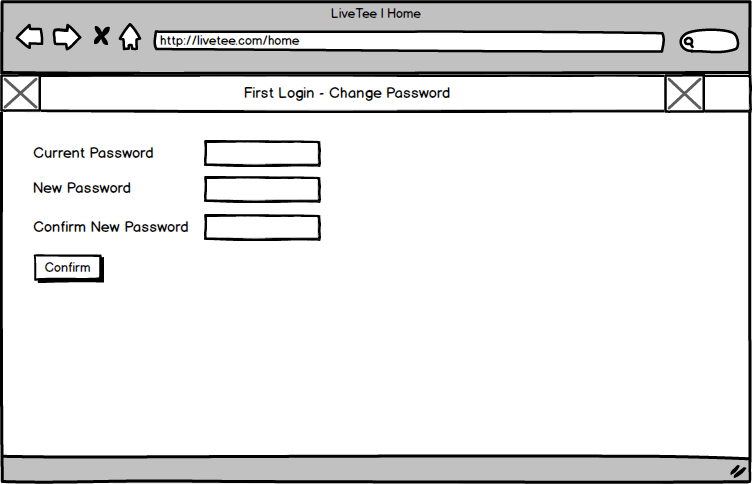 LiveTee | Home
http://livetee.com/home
First Login - Change Password
Current Password
New Password
Confirm New Password
Confirm